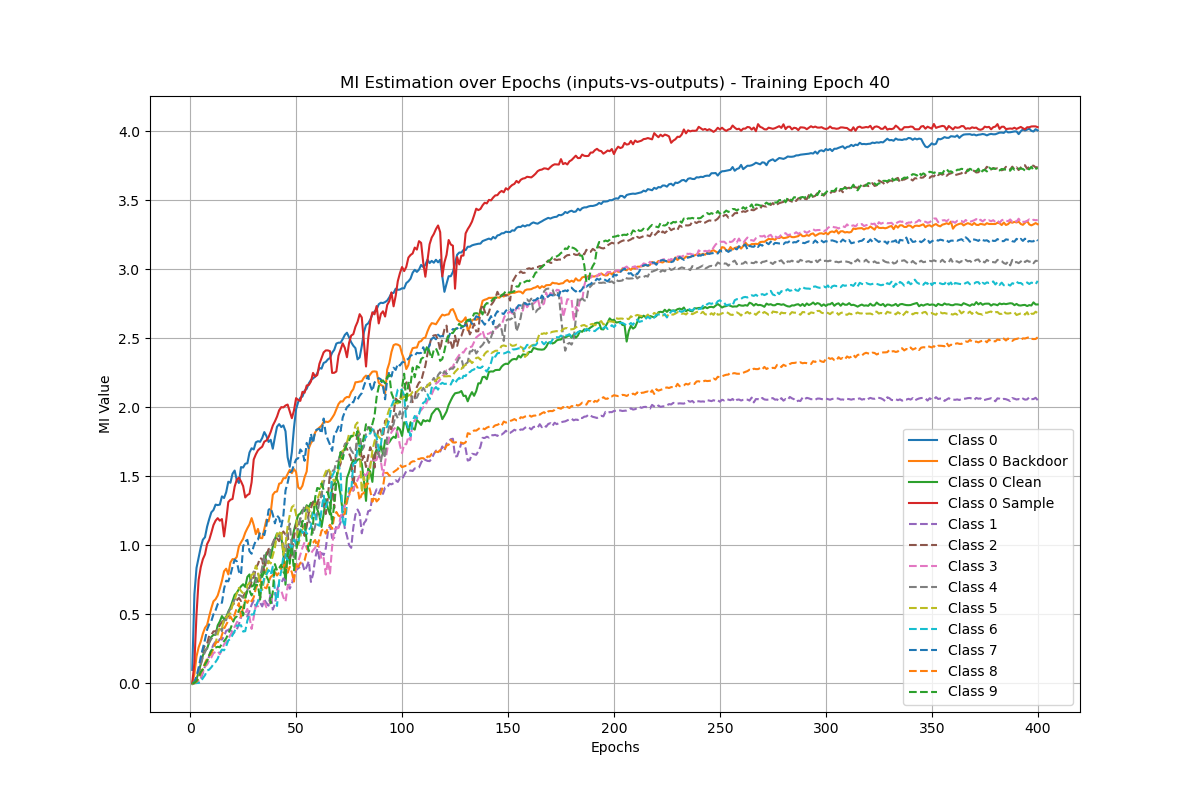 MI Estimation over Epochs (inputs-vs-outputs) - Training Epoch 40
MI Value
4.0
3.5
3.0
2.5
2.0
1.5
1.0
0.5
0.0
0 50 100 150 200 250 300 350 400
Epochs
Class 0
Class 0 Backdoor
Class 0 Clean
Class 0 Sample
Class 1
Class 2
Class 3
Class 4
Class 5
Class 6
Class 7
Class 8
Class 9